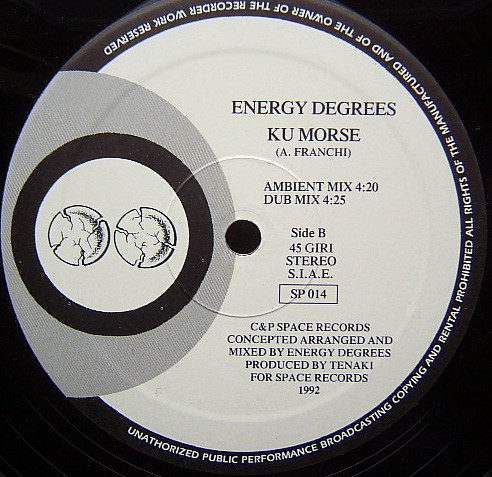 ENERGY DEGREES
KU MORSE
(A. FRANCHI)
AMBIENT MIX 4:20
DUB MIX 4:25
Side B
45 GIRI
STEREO
S.I.A.E.
SP 014
C&P SPACE RECORDS
CONCEPTED ARRANGED AND
MIXED BY ENERGY DEGREES
PRODUCED BY TENAKI
FOR SPACE RECORDS
1992
UNATHORIZED PUBLIC PERFORMANCE BROADCASTING COPYING AND RENTAL PROHIBITED ALL RIGHTS OF THE MANUFACTURED AND OF THE OWNER OF THE RECORDER WORK RESERVED